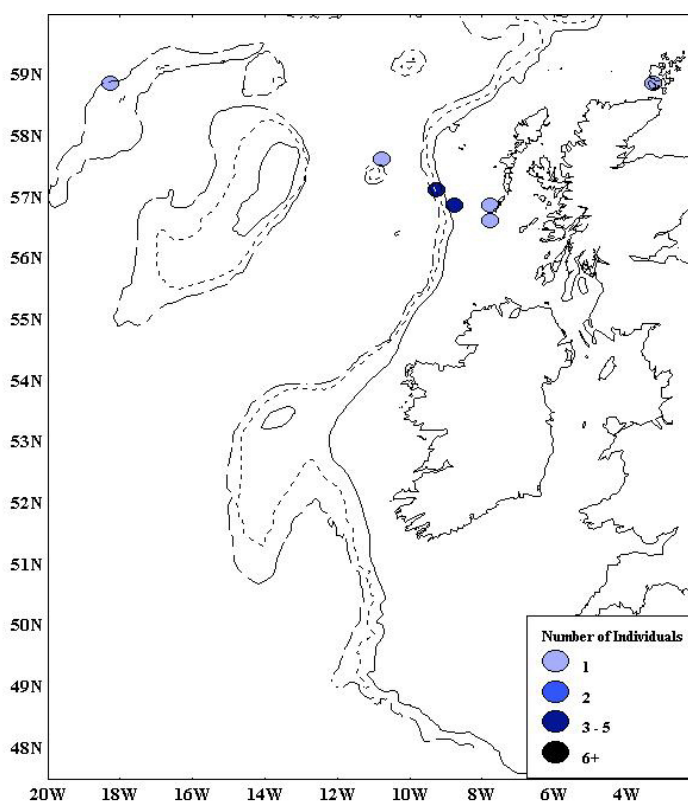 59N
58N
57N
56N
55N
54N
53N
52N
51N
50N
49N
48N
Number of Individuals
1
2
3 - 5
6+
20W 18W 16W 14W 12W 10W 8W 6W 4W